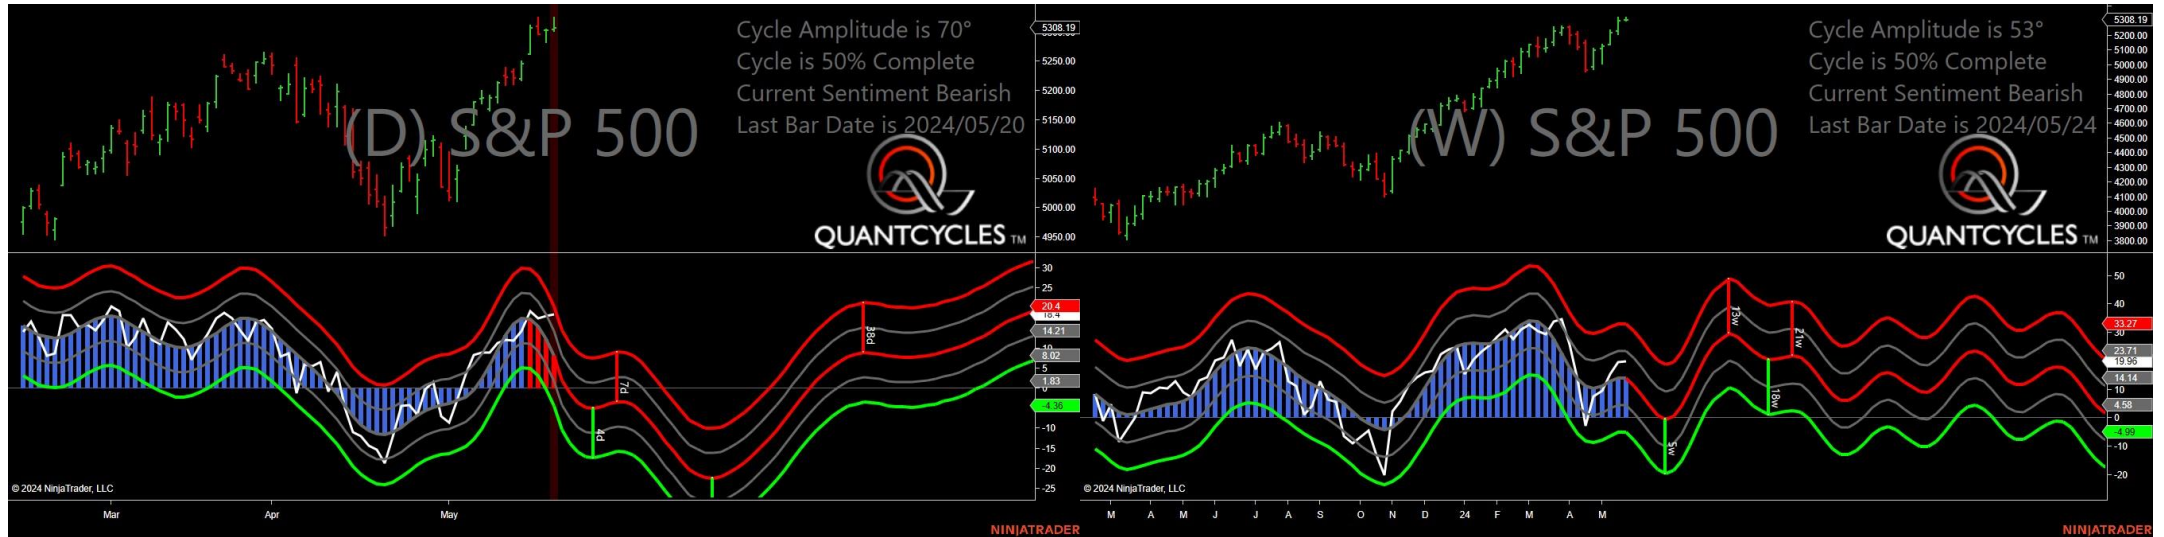 Cycle Amplitude is 70°
Cycle is 50% Complete
Current Sentiment Bearish
Last Bar Date is 2024/05/20
(D) S&P 500
QUANTCYCLES TM
5308.19
5250.00
5200.00
5150.00
5100.00
5050.00
5000.00
4950.00
30
25
20.4
18.4
14.21
10
8.02
5
1.83
0
-4.36
-10
-15
-20
-25
4d
7d
38d
© 2024 NinjaTrader, LLC
Mar
Apr
May
NINJATRADER
Cycle Amplitude is 53°
Cycle is 50% Complete
Current Sentiment Bearish
Last Bar Date is 2024/05/24
(W) S&P 500
QUANTCYCLES TM
5308.19
5200.00
5100.00
5000.00
4900.00
4800.00
4700.00
4600.00
4500.00
4400.00
4300.00
4200.00
4100.00
4000.00
3900.00
3800.00
50
40
33.27
30
23.71
19.96
14.14
10
4.58
0
-4.99
-10
-20
5w
13w
18w
21w
© 2024 NinjaTrader, LLC
M A M J J A S O N D 24 F M A M
NINJATRADER